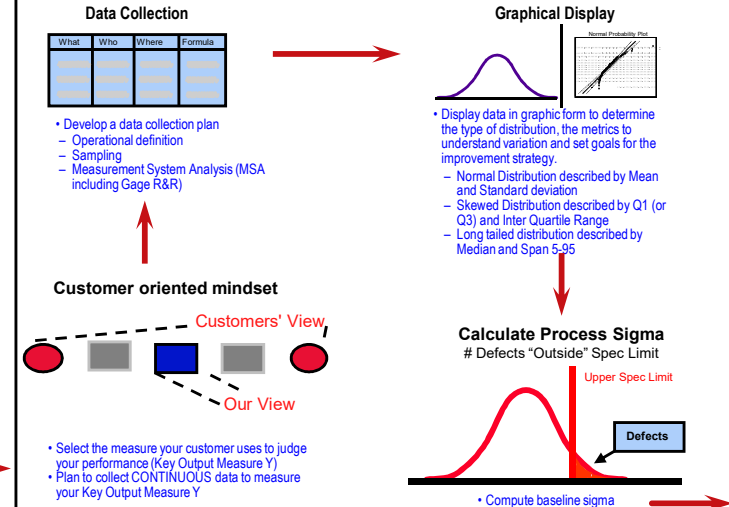 Data Collection
What Who Where Formula
• Develop a data collection plan
– Operational definition
– Sampling
– Measurement System Analysis (MSA
including Gage R&R)
Customer oriented mindset
Customers' View
Our View
• Select the measure your customer uses to judge
your performance (Key Output Measure Y)
• Plan to collect CONTINUOUS data to measure
your Key Output Measure Y
Graphical Display
Normal Probability Plot
• Display data in graphic form to determine
the type of distribution, the metrics to
understand variation and set goals for the
improvement strategy.
– Normal Distribution described by Mean
and Standard deviation
– Skewed Distribution described by Q1 (or
Q3) and Inter Quartile Range
– Long tailed distribution described by
Median and Span 5-95
Calculate Process Sigma
# Defects “Outside” Spec Limit
Upper Spec Limit
Defects
• Compute baseline sigma